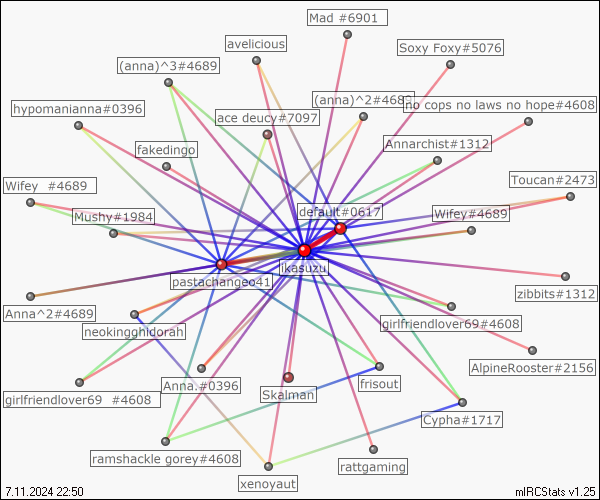 Mad #6901
avelicious
Soxy Foxy#5076
(anna)^3#4689
hypomanianna#0396
(anna)^2#4689
no cops no laws no hope#4608
ace deucy#7097
fakedingo
Annarchist#1312
Toucan#2473
Wifey #4689
Mushy#1984
default#0617
Wifey#4689
ikasuzu
pastachangeo41
zibbits#1312
Anna^2#4689
neokingghidorah
girlfriendlover69#4608
AlpineRooster#2156
girlfriendlover69 #4608
Anna.#0396
Skalman
frisout
Cypha#1717
ramshackle gorey#4608
rattgaming
xenoyaut
7.11.2024 22:50
mIRCStats v1.25